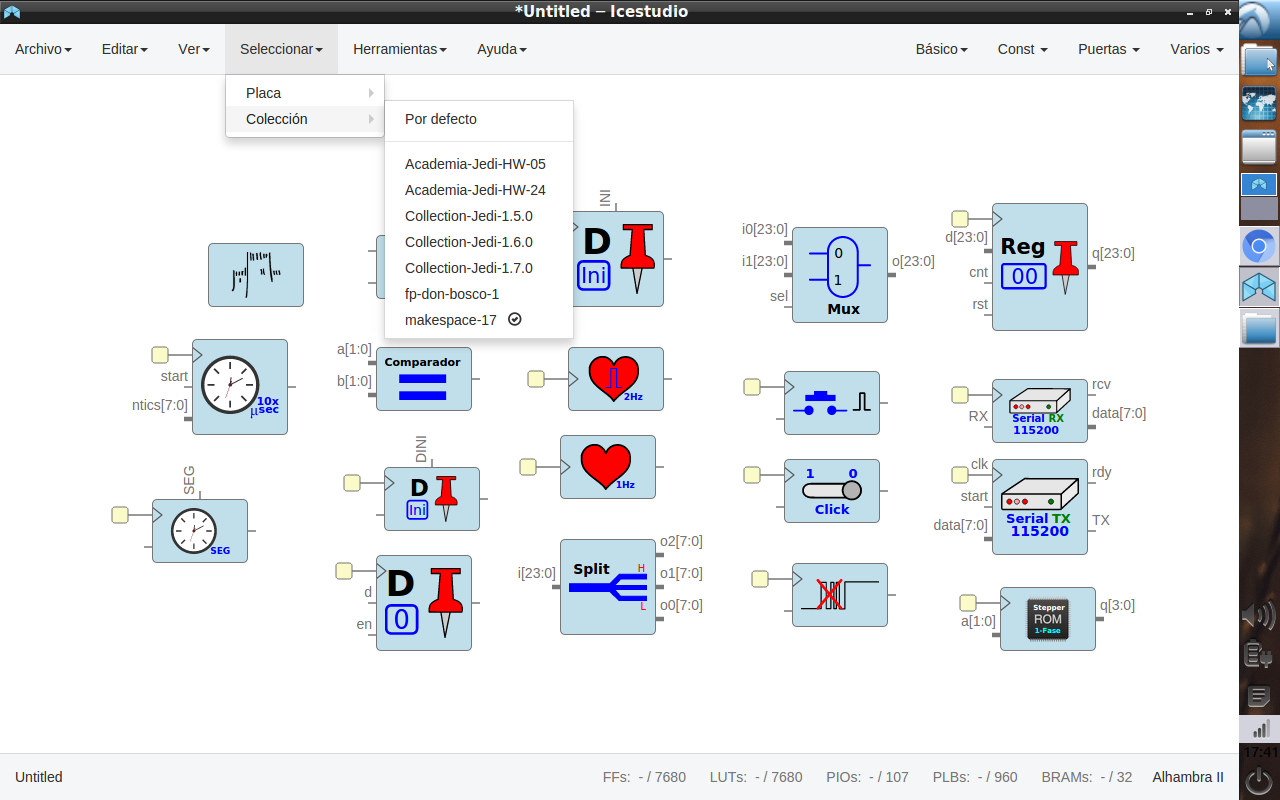 *Untitled – Icestudio
Archivo Editar Ver Seleccionar Herramientas Ayuda Básico Const Puertas Varios
Placa
Colección
Por defecto
Academia-Jedi-HW-05
Academia-Jedi-HW-24
Collection-Jedi-1.5.0
Collection-Jedi-1.6.0
Collection-Jedi-1.7.0
fp-don-bosco-1
makespace-17
INI
D
Ini
i0[23:0]
i1[23:0]
sel
0
1
Mux
o[23:0]
d[23:0]
cnt
rst
Reg
00
q[23:0]
start
ntics[7:0]
10x
µsec
a[1:0]
b[1:0]
Comparador
2Hz
RX
Serial RX
115200
rcv
data[7:0]
SEG
SEG
DINI
D
Ini
1Hz
1 0
Click
clk
start
data[7:0]
Serial TX
115200
rdy
TX
d
en
D
0
i[23:0]
Split
H
L
o2[7:0]
o1[7:0]
o0[7:0]
a[1:0]
Stepper
ROM
1-Fase
q[3:0]
17:41
Untitled FFs: - / 7680 LUTs: - / 7680 PIOs: - / 107 PLBs: - / 960 BRAMs: - / 32 Alhambra II